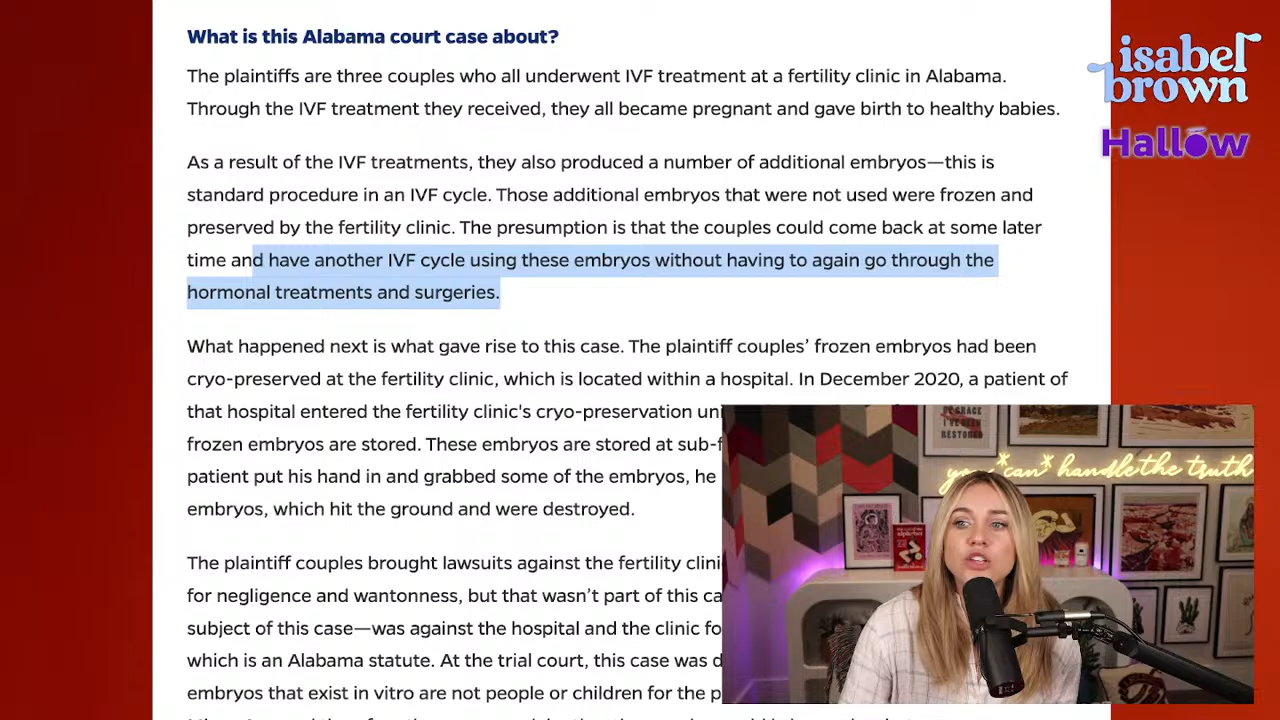 What is this Alabama court case about?
The plaintiffs are three couples who all underwent IVF treatment at a fertility clinic in Alabama.
Through the IVF treatment they received, they all became pregnant and gave birth to healthy babies.
As a result of the IVF treatments, they also produced a number of additional embryos—this is
standard procedure in an IVF cycle. Those additional embryos that were not used were frozen and
preserved by the fertility clinic. The presumption is that the couples could come back at some later
time and have another IVF cycle using these embryos without having to again go through the
hormonal treatments and surgeries.
What happened next is what gave rise to this case. The plaintiff couples' frozen embryos had been
cryo-preserved at the fertility clinic, which is located within a hospital. In December 2020, a patient of
that hospital entered the fertility clinic's cryo-preservation
frozen embryos are stored. These embryos are stored at
patient put his hand in and grabbed some of the embryos, he
embryos, which hit the ground and were destroyed.
The plaintiff couples brought lawsuits against the fertility
for negligence and wantonness, but that wasn't part of this
subject of this case—was against the hospital and the clinic
which is an Alabama statute. At the trial court, this case was
embryos that exist in vitro are not people or children for the
isabel
brown
Hallow
GRACE
I'VE BEEN
RESTORED
you *can* handle the truth